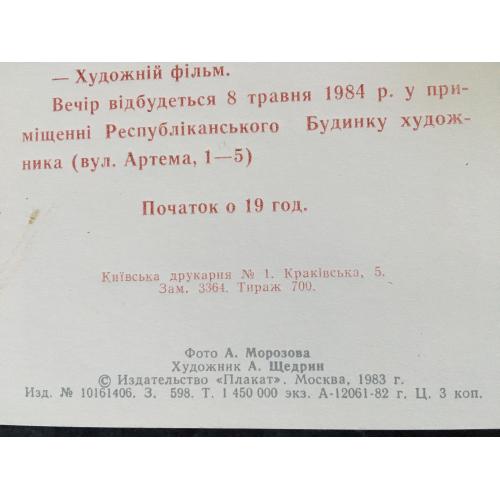 — Художній фільм.
Вечір відбудеться 8 травня 1984 р. у при-
міщенні Республіканського Будинку худож-
ника (вул. Артема, 1—5)
Початок о 19 год.
Київська друкарня № 1. Краківська, 5.
Зам. 3364. Тираж 700.
Фото А. Морозова
Художник А. Щедрин
© Издательство «Плакат». Москва, 1983 г.
Изд. № 10161406. З. 598. Т. 1 450 000 экз. А-12061-82 г. Ц. 3 коп.